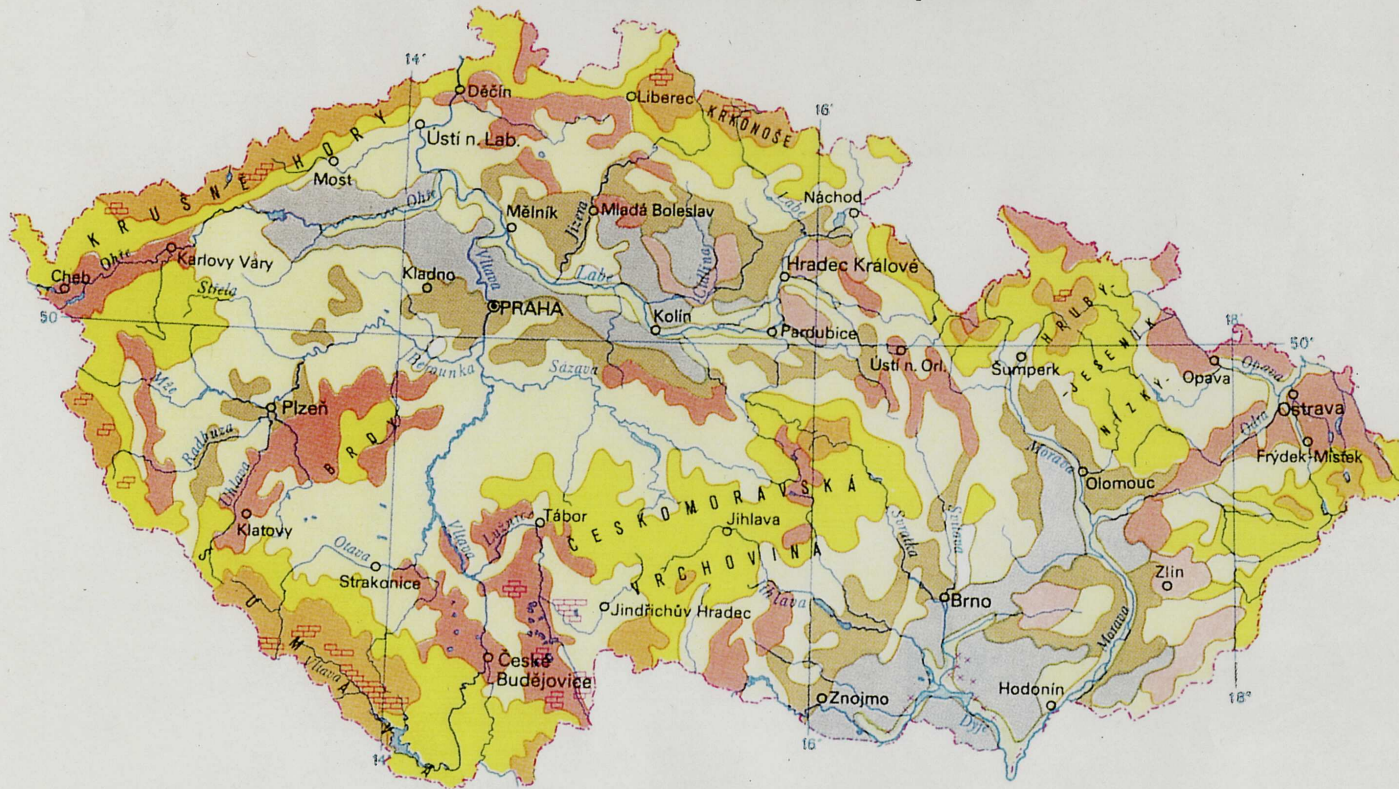 14°
Děčín
Liberec
KRKONOŠE
16°
Ústí n. Lab.
KRUŠNÉ HORY
Most
Ohře
Mělník
Jizera
Mladá Boleslav
Labe
Náchod
Cheb
Ohře
Karlovy Vary
Kladno
Vltava
Labe
Cidlina
Hradec Králové
Střela
50
PRAHA
Kolín
Pardubice
Ústí n. Orl.
Šumperk
HRUBÝ-
-JESENÍK
NÍZKÝ-
18°
50°
Opava
Opava
Ostrava
Odra
Frýdek-Místek
Mže
Berounka
Sázava
Plzeň
Radbuza
BRDY
Úhlava
Klatovy
Morava
Olomouc
ČESKOMORAVSKÁ
VRCHOVINA
Jihlava
Tábor
Lužnice
Vltava
Otava
Strakonice
Svratka
Svitava
Zlín
ŠUMAVA
Jindřichův Hradec
Jihlava
Brno
Morava
Vltava
České
Budějovice
Znojmo
Hodonín
Dyje
14°
16°
18°